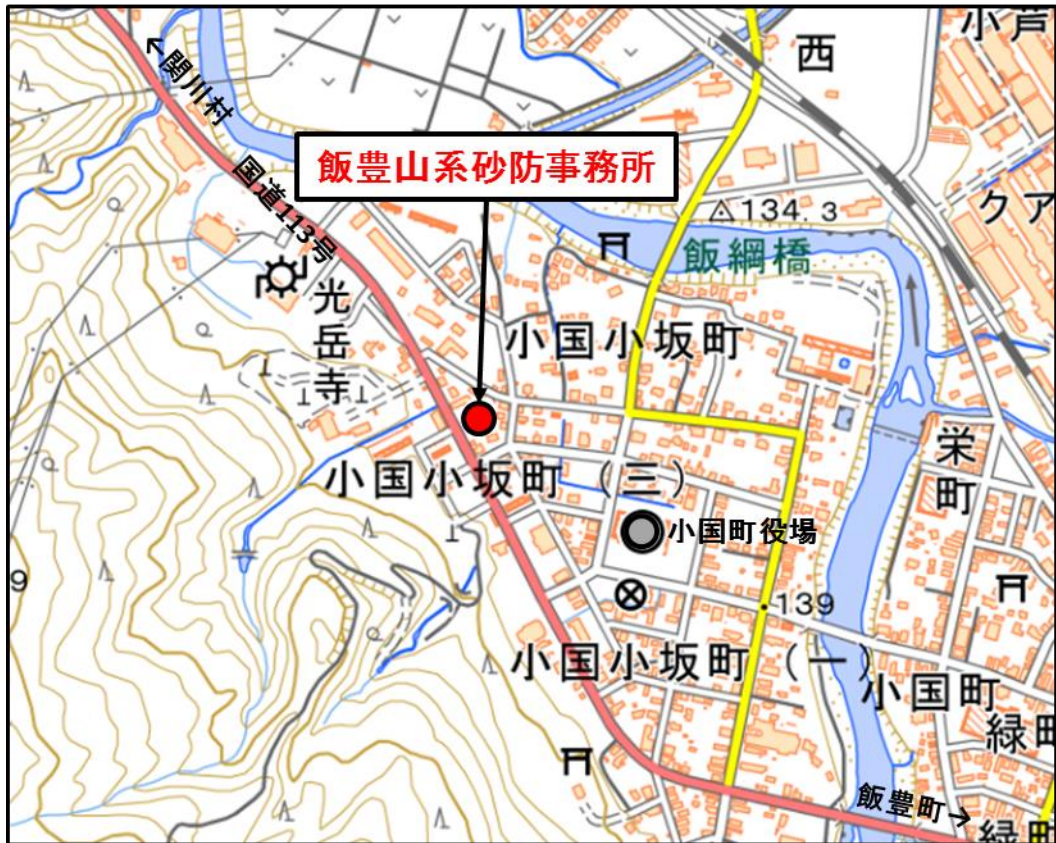 小芦
西
←関川村
飯豊山系砂防事務所
国道113号
134.3
クア
飯綱橋
光岳寺
小国小坂町
栄町
小国小坂町(三)
小国町役場
9
139
小国小坂町(一)
小国町
緑町
飯豊町→
緑町